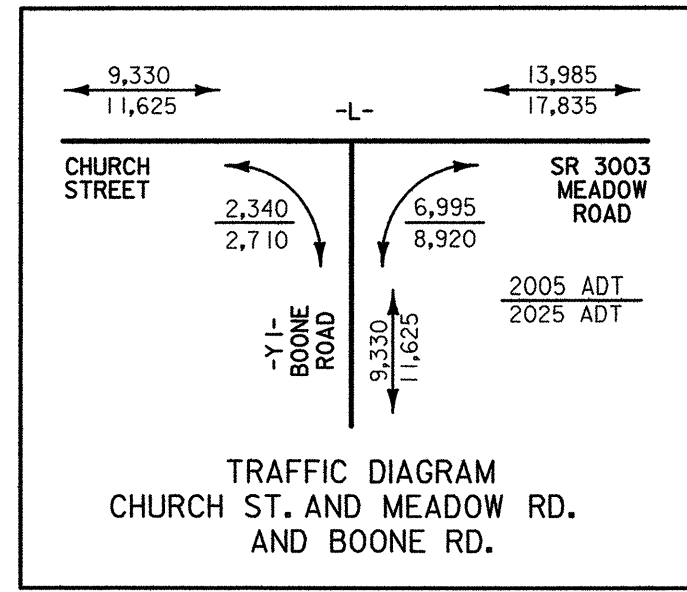 9,330
11,625
-L-
13,985
17,835
CHURCH
STREET
SR 3003
MEADOW
ROAD
2,340
2,710
6,995
8,920
2005 ADT
2025 ADT
-Y1-
BOONE
ROAD
9,330
11,625
TRAFFIC DIAGRAM
CHURCH ST. AND MEADOW RD.
AND BOONE RD.